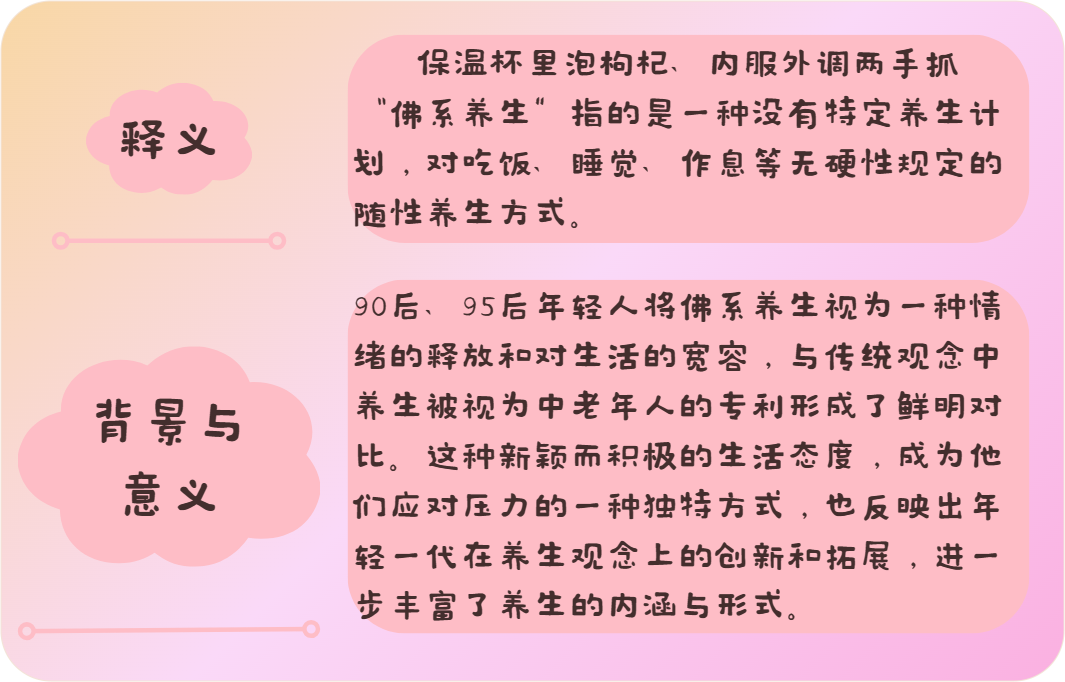 释义
保温杯里泡枸杞、内服外调两手抓
“佛系养生“指的是一种没有特定养生计
划，对吃饭、睡觉、作息等无硬性规定的
随性养生方式。
背景与
意义
90后、95后年轻人将佛系养生视为一种情
绪的释放和对生活的宽容，与传统观念中
养生被视为中老年人的专利形成了鲜明对
比。这种新颖而积极的生活态度，成为他
们应对压力的一种独特方式，也反映出年
轻一代在养生观念上的创新和拓展，进一
步丰富了养生的内涵与形式。